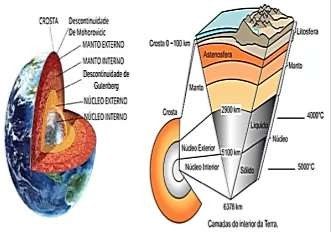 CROSTA
Descontinuidade
De Mohorovicic
MANTO EXTERNO
MANTO INTERNO
Descontinuidade de
Gutenberg
NÚCLEO EXTERNO
NÚCLEO INTERNO
Crosta 0 ~100 km
Litosfera
Astenosfera
Manto
Manto
Crosta
2900 km
4000°C
Líquido
Núcleo
Núcleo Exterior
5100 km
Núcleo Interior
Sólido
5000°C
6378 km
Camadas do interior da Terra.